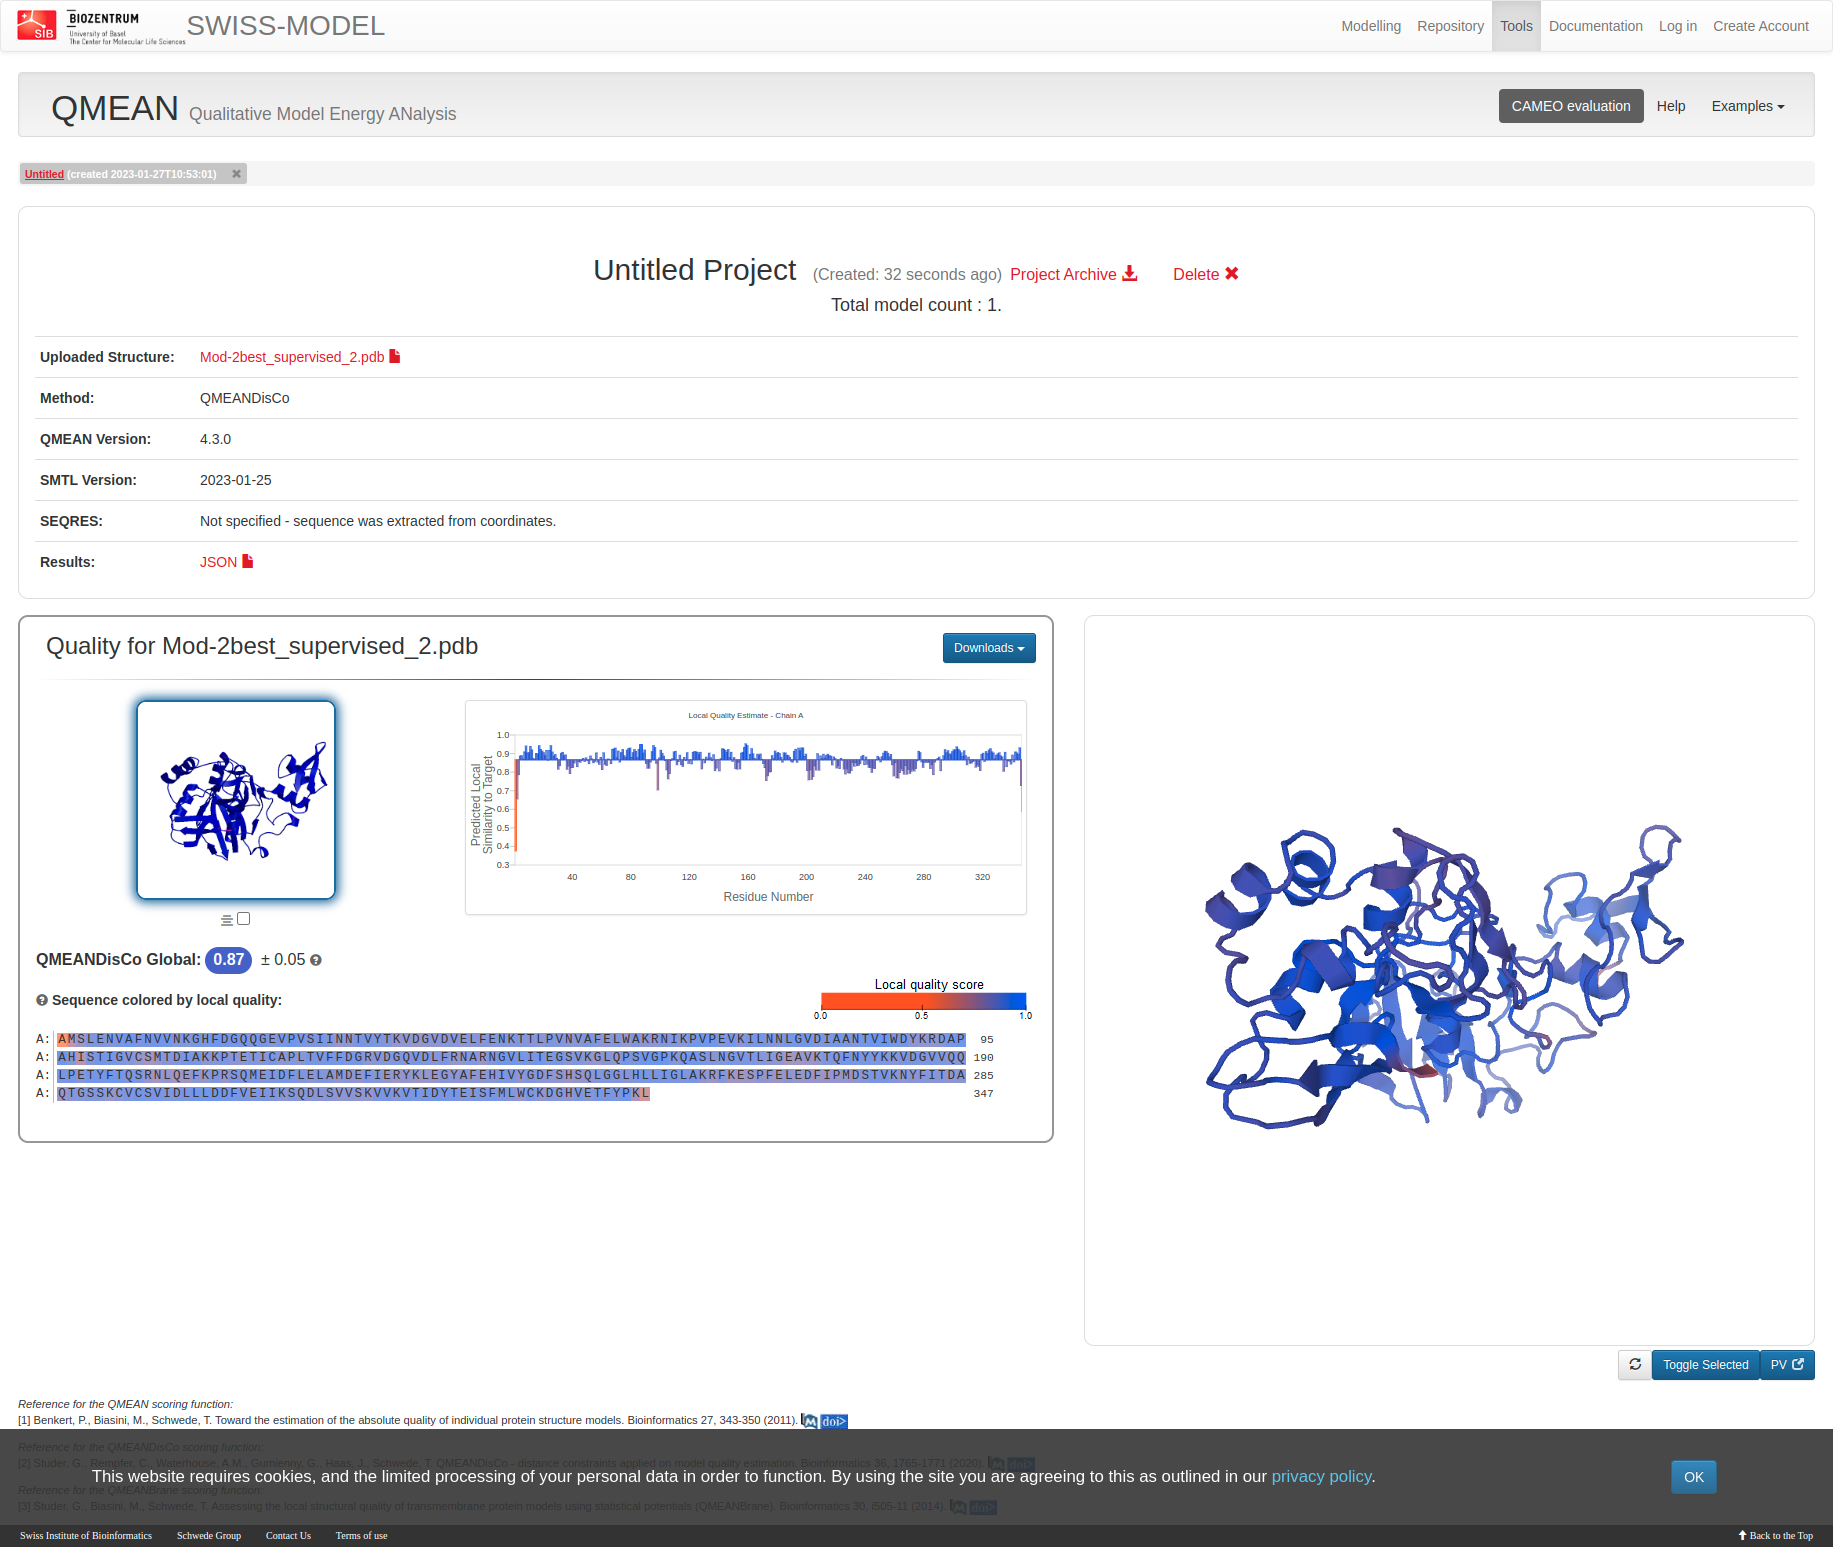 SIB
BIOZENTRUM
University of Basel
The Center for Molecular Life Sciences
SWISS-MODEL
Modelling
Repository
Tools
Documentation
Log in
Create Account
QMEAN Qualitative Model Energy ANalysis
CAMEO evaluation
Help
Examples
Untitled (created 2023-01-27T10:53:01)
Untitled Project (Created: 32 seconds ago) Project Archive Delete
Total model count : 1.
Uploaded Structure: Mod-2best_supervised_2.pdb
Method: QMEANDisCo
QMEAN Version: 4.3.0
SMTL Version: 2023-01-25
SEQRES: Not specified - sequence was extracted from coordinates.
Results: JSON
Quality for Mod-2best_supervised_2.pdb
Downloads
Local Quality Estimate - Chain A
Predicted Local
Similarity to Target
1.0
0.9
0.8
0.7
0.6
0.5
0.4
0.3
40 80 120 160 200 240 280 320
Residue Number
QMEANDisCo Global: 0.87 ± 0.05
Sequence colored by local quality:
Local quality score
0.0 0.5 1.0
A: AMSLENVAFNVVNKGHFDGQQGEVPVSIINNTVYTKVDGVDVELFENKTTLPVNVAFELWAKRNIKPVPEVKILNNLGVDIAANTVIWDYKRDAP 95
A: AHISTIGVCSMTDIAKKPTETICAPLTVFFDGRVDGQVDLFRNARNGVLITEGSVKGLQPSVGPKQASLNGVTLIGEAVKTQFNYYKKVDGVVQQ 190
A: LPETYFTQSRNLQEFKPRSQMEIDFLELAMDEFIERYKLEGYAFEHIVYGDFSHSQLGGLHLLIGLAKRFKESPFELEDFIPMDSTVKNYFITDA 285
A: QTGSSKCVCSVIDLLLDDFVEIIKSQDLSVVSKVVKVTIDYTEISFMLWCKDGHVETFYPKL 347
Toggle Selected
PV
Reference for the QMEAN scoring function:
[1] Benkert, P., Biasini, M., Schwede, T. Toward the estimation of the absolute quality of individual protein structure models. Bioinformatics 27, 343-350 (2011). M doi>
Reference for the QMEANDisCo scoring function:
[2] Studer, G., Rempfer, C., Waterhouse, A.M., Gumienny, G., Haas, J., Schwede, T. QMEANDisCo - distance constraints applied on model quality estimation. Bioinformatics 36, 1765-1771 (2020). M doi>
This website requires cookies, and the limited processing of your personal data in order to function. By using the site you are agreeing to this as outlined in our privacy policy.
OK
Reference for the QMEANBrane scoring function:
[3] Studer, G., Biasini, M., Schwede, T. Assessing the local structural quality of transmembrane protein models using statistical potentials (QMEANBrane). Bioinformatics 30, i505-11 (2014). M doi>
Swiss Institute of Bioinformatics
Schwede Group
Contact Us
Terms of use
Back to the Top